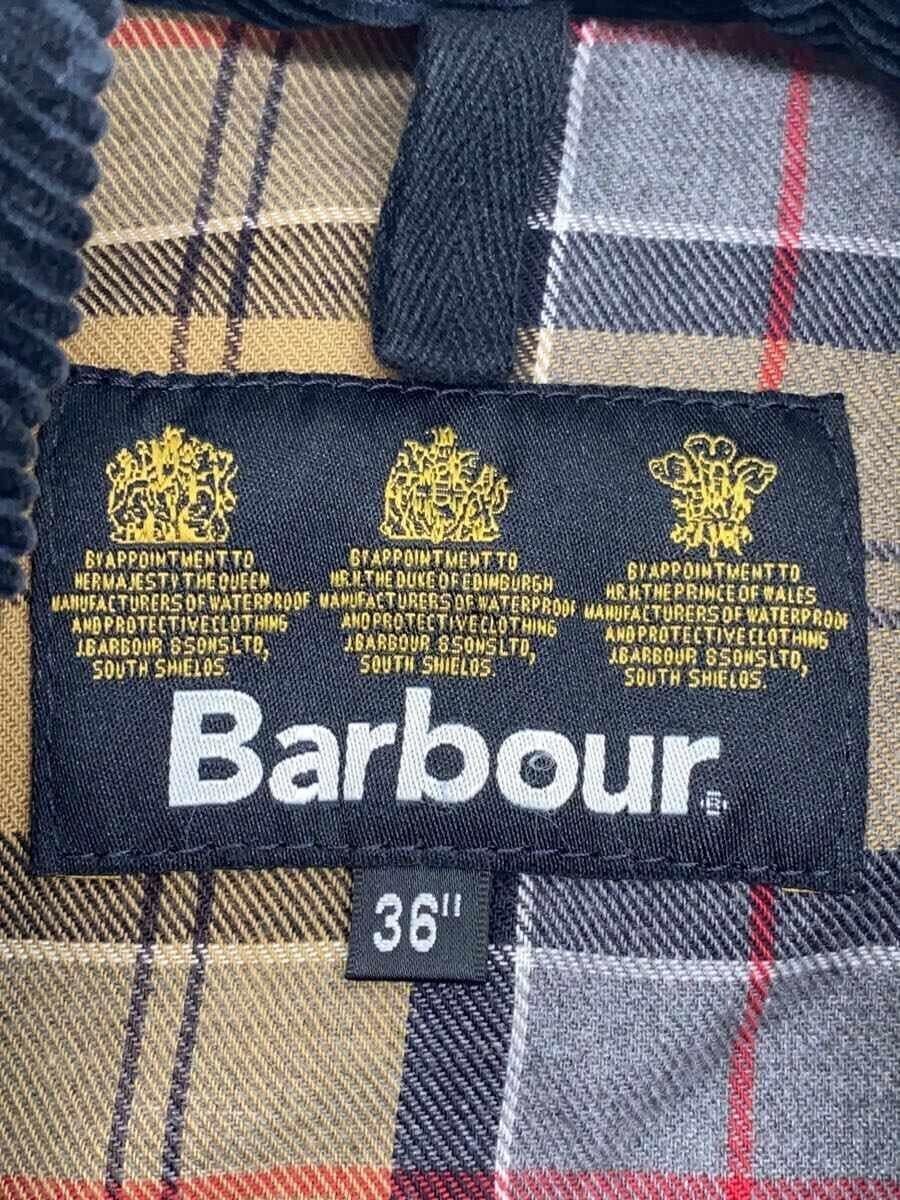 BY APPOINTMENT TO
HER MAJESTY THE QUEEN
MANUFACTURERS OF WATERPROOF
AND PROTECTIVE CLOTHING
J.BARBOUR & SONS LTD,
SOUTH SHIELDS.
BY APPOINTMENT TO
H.R.H. THE DUKE OF EDINBURGH
MANUFACTURERS OF WATERPROOF
AND PROTECTIVE CLOTHING
J.BARBOUR & SONS LTD,
SOUTH SHIELDS.
BY APPOINTMENT TO
H.R.H. THE PRINCE OF WALES
MANUFACTURERS OF WATERPROOF
AND PROTECTIVE CLOTHING
J.BARBOUR & SONS LTD,
SOUTH SHIELDS.
Barbour®
36"